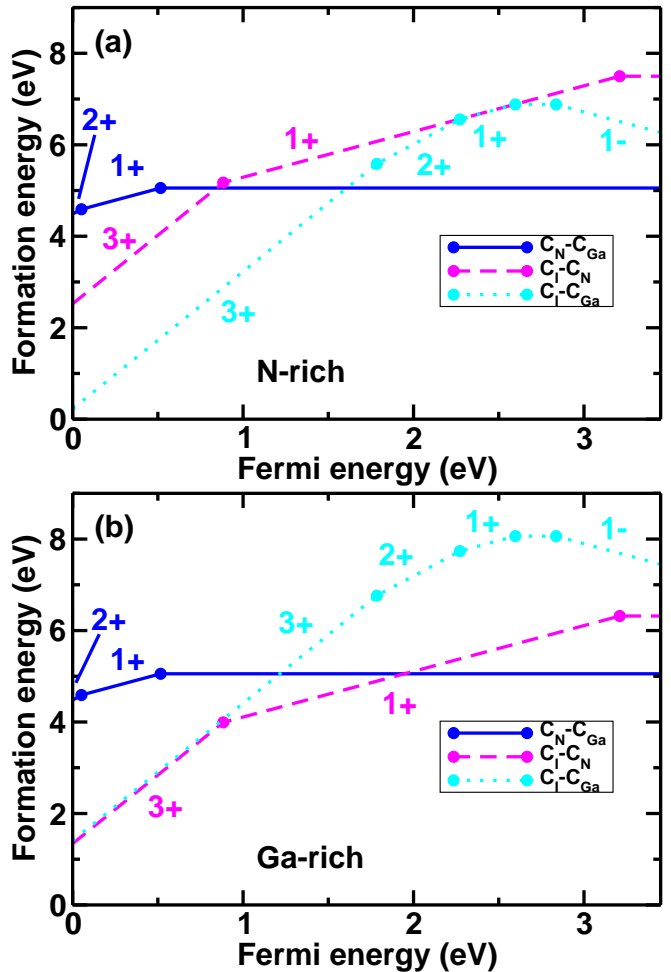 (a)
8
6
4
2
0
Formation energy (eV)
2+
1+
3+
1+
3+
2+
1+
1-
C_N-C_Ga
C_I-C_N
C_I-C_Ga
N-rich
0 1 2 3
Fermi energy (eV)
(b)
8
6
4
2
0
Formation energy (eV)
2+
1+
3+
2+
1+
1-
1+
3+
C_N-C_Ga
C_I-C_N
C_I-C_Ga
Ga-rich
0 1 2 3
Fermi energy (eV)